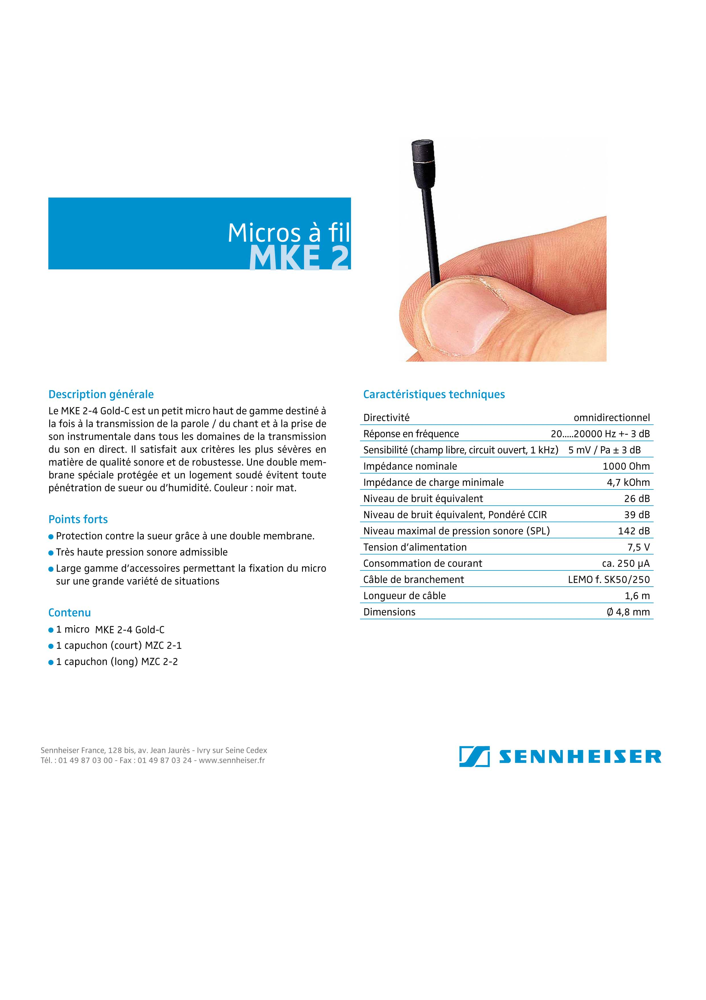 Micros à fil
MKE 2
Description générale
Le MKE 2-4 Gold-C est un petit micro haut de gamme destiné à
la fois à la transmission de la parole / du chant et à la prise de
son instrumentale dans tous les domaines de la transmission
du son en direct. Il satisfait aux critères les plus sévères en
matière de qualité sonore et de robustesse. Une double mem-
brane spéciale protégée et un logement soudé évitent toute
pénétration de sueur ou d'humidité. Couleur : noir mat.
Points forts
● Protection contre la sueur grâce à une double membrane.
● Très haute pression sonore admissible
● Large gamme d'accessoires permettant la fixation du micro
sur une grande variété de situations
Contenu
● 1 micro MKE 2-4 Gold-C
● 1 capuchon (court) MZC 2-1
● 1 capuchon (long) MZC 2-2
Caractéristiques techniques
Directivité omnidirectionnel
Réponse en fréquence 20.....20000 Hz +- 3 dB
Sensibilité (champ libre, circuit ouvert, 1 kHz) 5 mV / Pa ± 3 dB
Impédance nominale 1000 Ohm
Impédance de charge minimale 4,7 kOhm
Niveau de bruit équivalent 26 dB
Niveau de bruit équivalent, Pondéré CCIR 39 dB
Niveau maximal de pression sonore (SPL) 142 dB
Tension d'alimentation 7,5 V
Consommation de courant ca. 250 µA
Câble de branchement LEMO f. SK50/250
Longueur de câble 1,6 m
Dimensions Ø 4,8 mm
Sennheiser France, 128 bis, av. Jean Jaurès - Ivry sur Seine Cedex
Tél. : 01 49 87 03 00 - Fax : 01 49 87 03 24 - www.sennheiser.fr
SENNHEISER